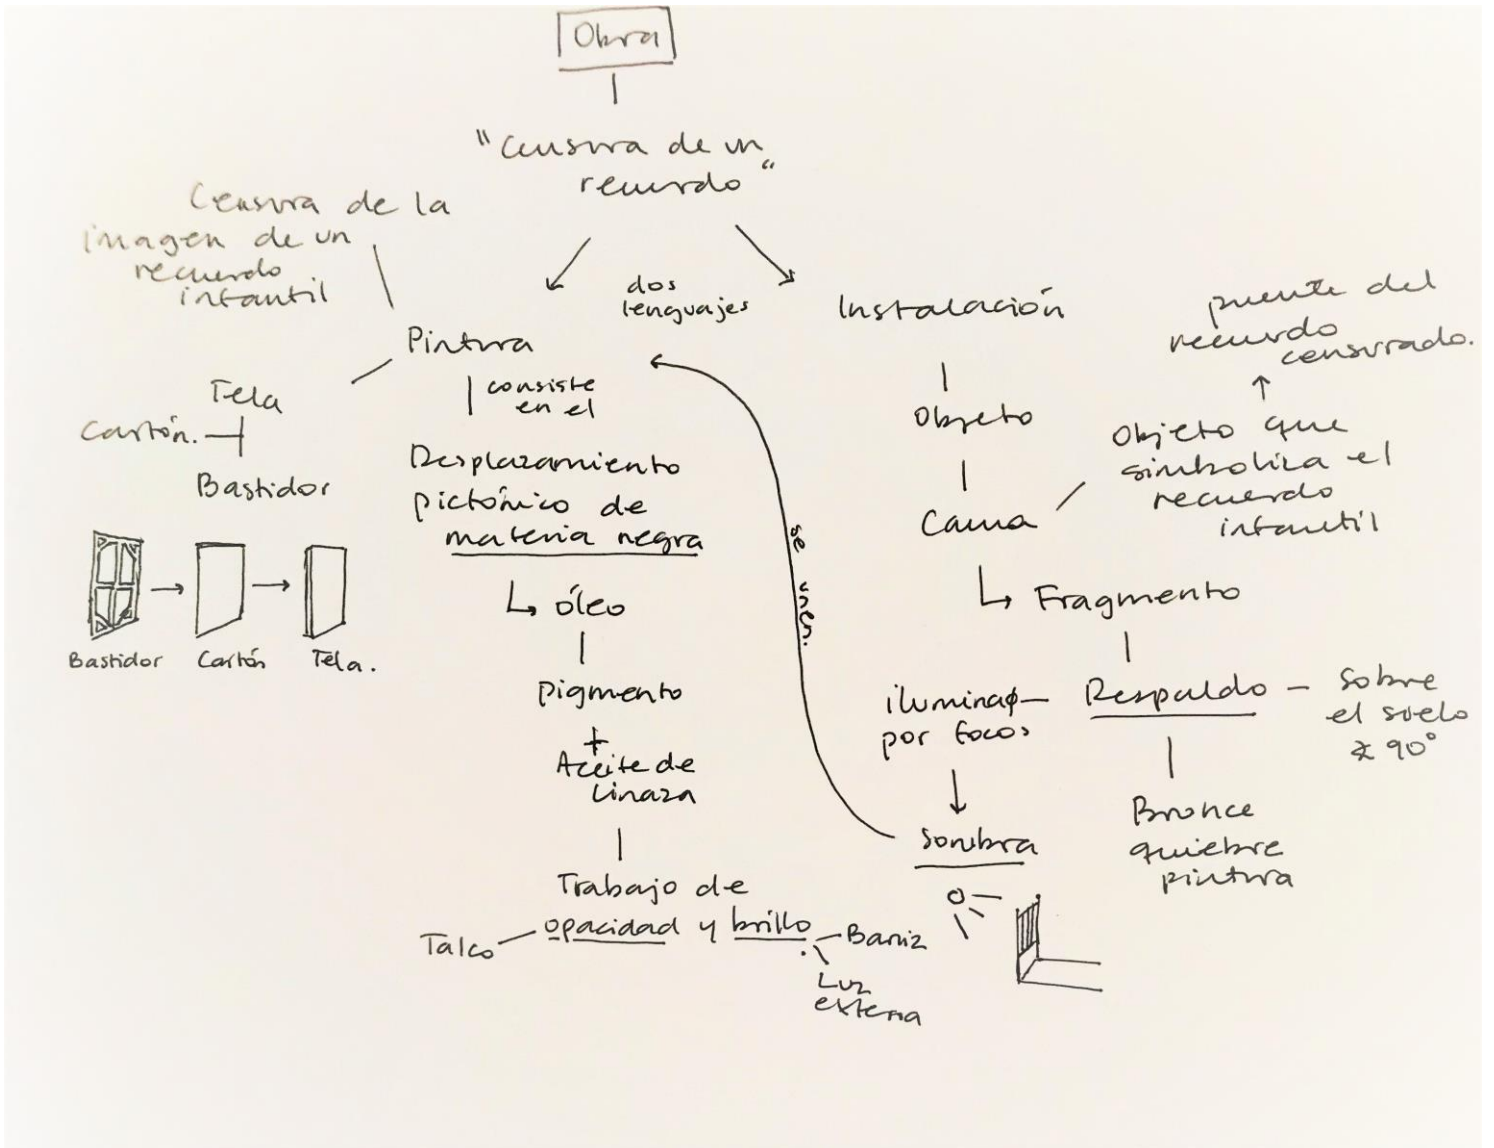 Obra
"Censura de un
recuerdo"
Censura de la
imagen de un
recuerdo
infantil
dos
lenguajes
Pintura
Tela
Cartón.
Bastidor
Bastidor
Cartón
Tela.
consiste
en el
Desplazamiento
pictórico de
materia negra
óleo
Pigmento
+
Aceite de
Linaza
Trabajo de
opacidad y brillo
Talco
Barniz
Luz
externa
Instalación
Objeto
Cama
Objeto que
simboliza el
recuerdo
infantil
puente del
recuerdo
censurado.
Fragmento
Respaldo
sobre
el suelo
90°
Bronce
quiebre
pintura
por focos
Sombra
se unen.